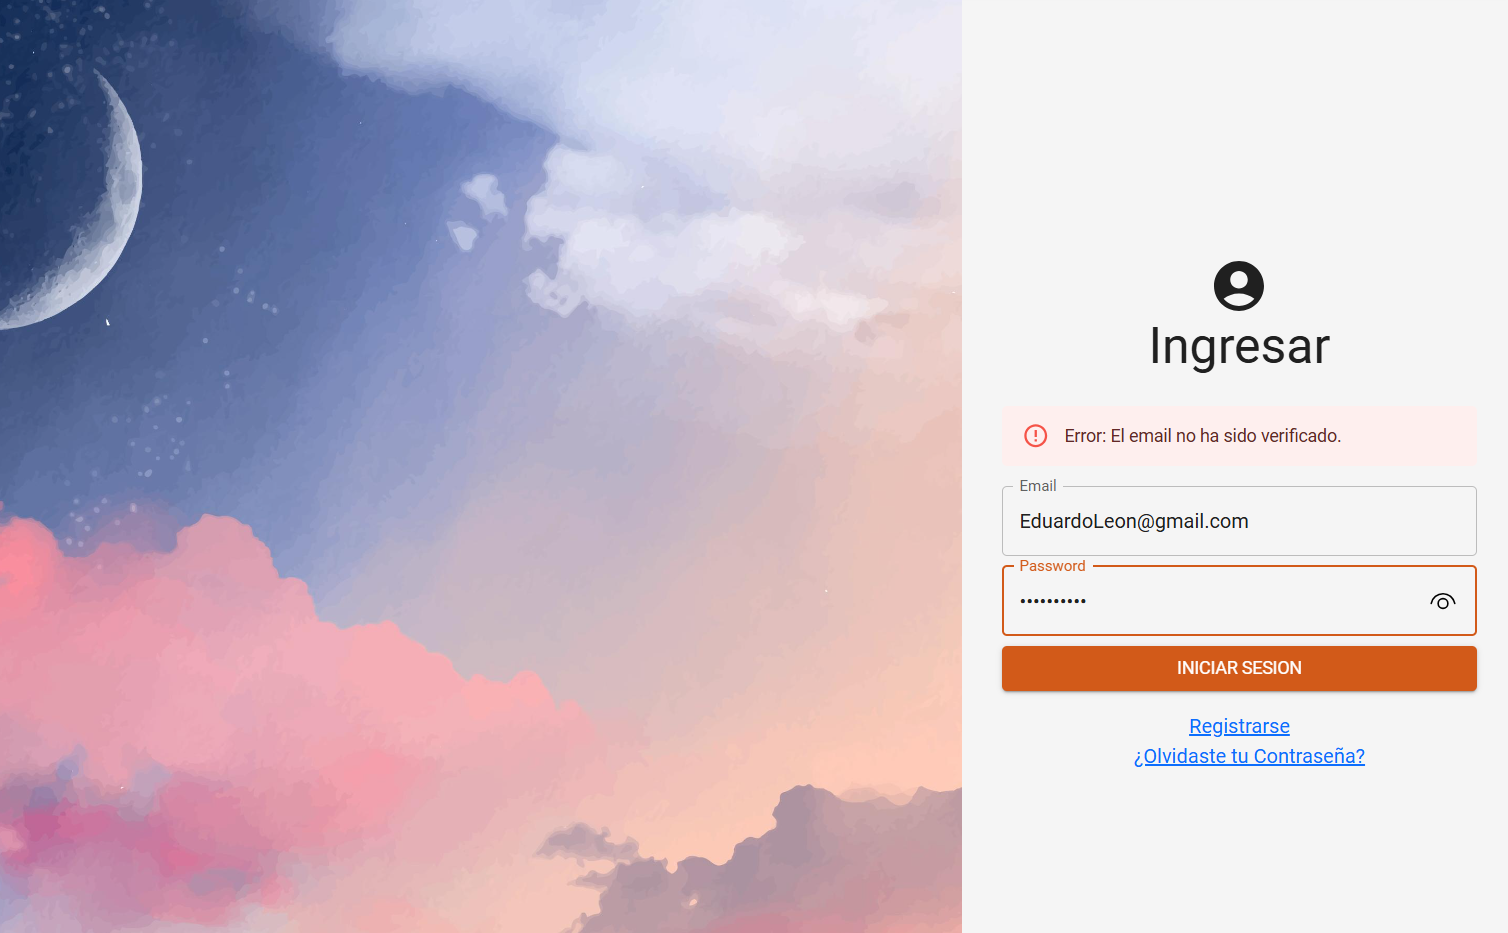 Ingresar
Error: El email no ha sido verificado.
Email
EduardoLeon@gmail.com
Password
••••••••••
INICIAR SESION
Registrarse
¿Olvidaste tu Contraseña?